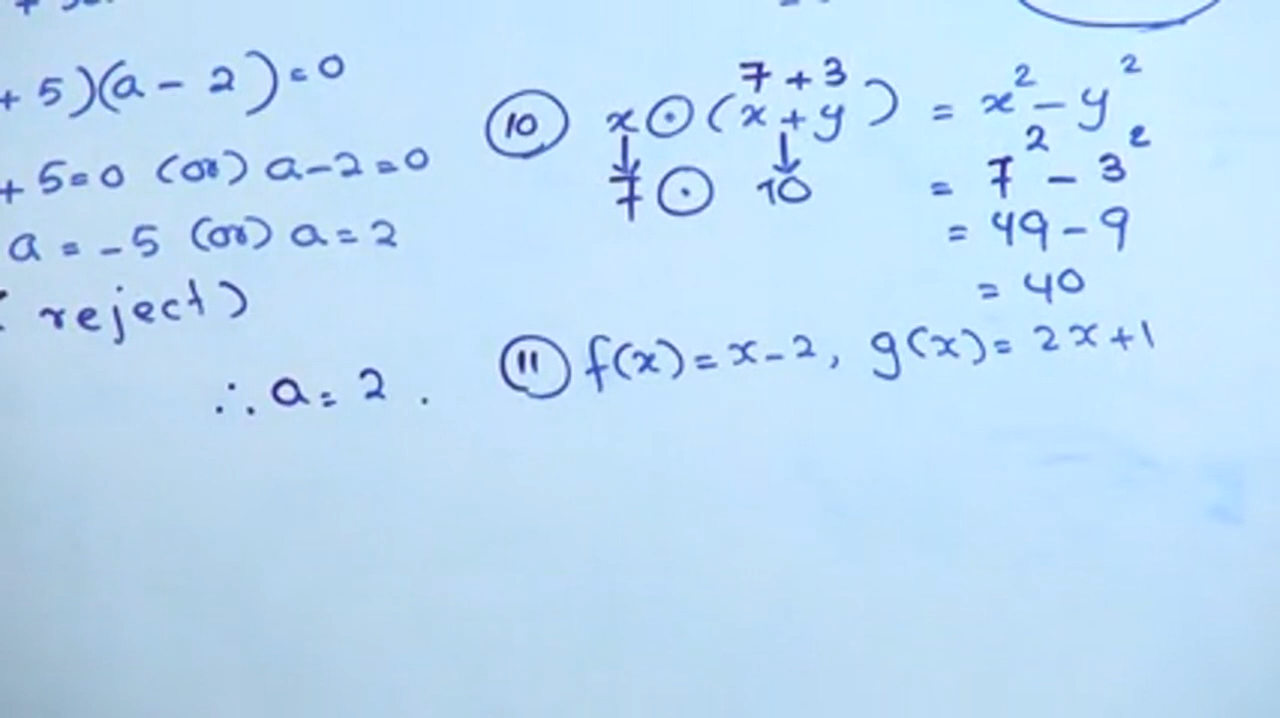 + 5)(a - 2) = 0
+ 5 = 0 (or) a - 2 = 0
a = -5 (or) a = 2
reject)
∴ a = 2 .
7 + 3
⑩ x ⊙ (x + y) = x² - y²
↓ ↓
7 ⊙ 10 = 7² - 3²
= 49 - 9
= 40
⑪ f(x) = x - 2, g(x) = 2x + 1